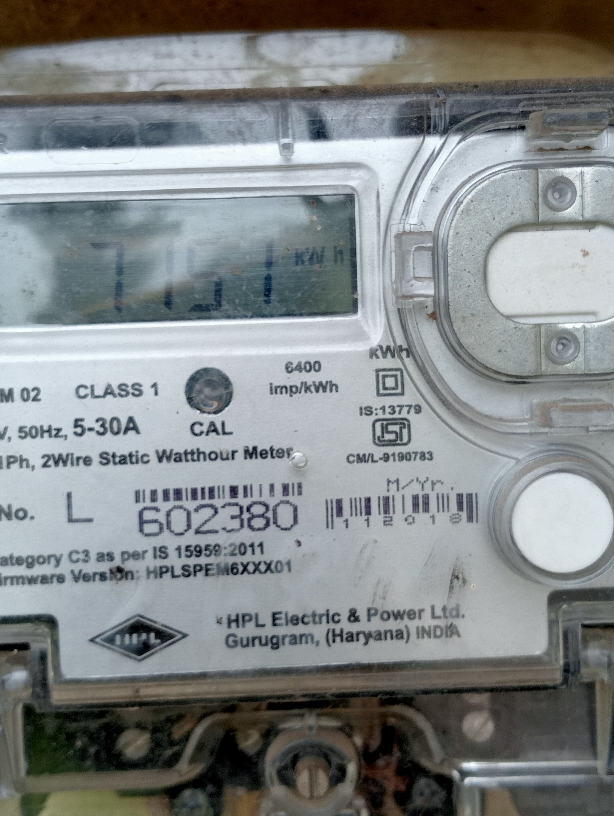 7151 kWh
6400
imp/kWh
kWh
M 02 CLASS 1
CAL
IS:13779
V, 50Hz, 5-30A
CM/L-9190783
1Ph, 2Wire Static Watthour Meter
M/Yr.
No. L 602380
112018
ategory C3 as per IS 15959:2011
irmware Version: HPLSPEM6XXX01
HPL
HPL Electric & Power Ltd.
Gurugram, (Haryana) INDIA